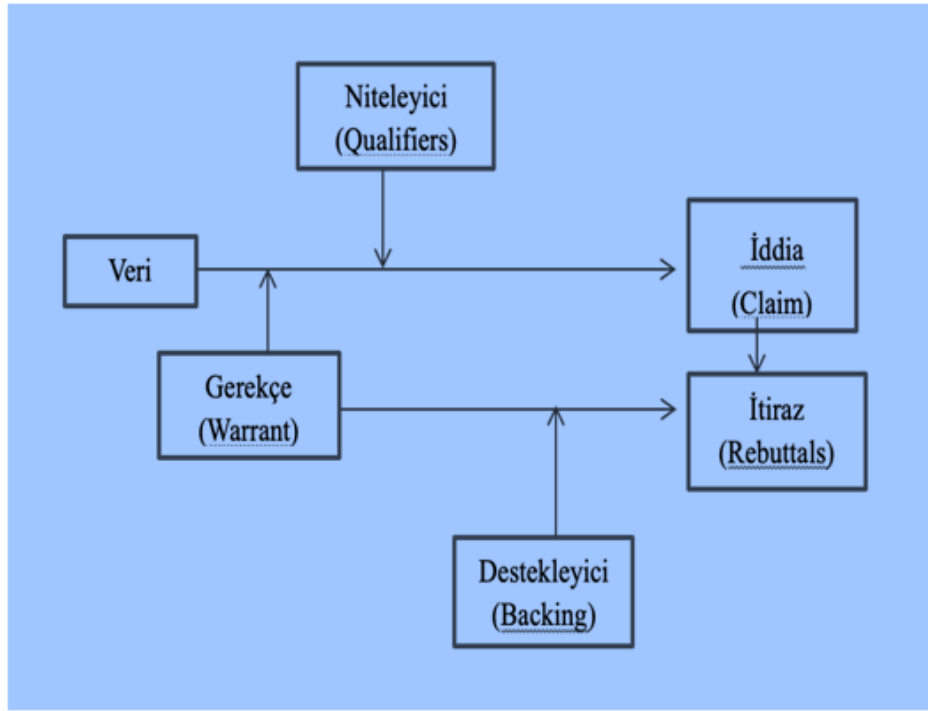 Niteleyici
(Qualifiers)
Veri
İddia
(Claim)
Gerekçe
(Warrant)
İtiraz
(Rebuttals)
Destekleyici
(Backing)